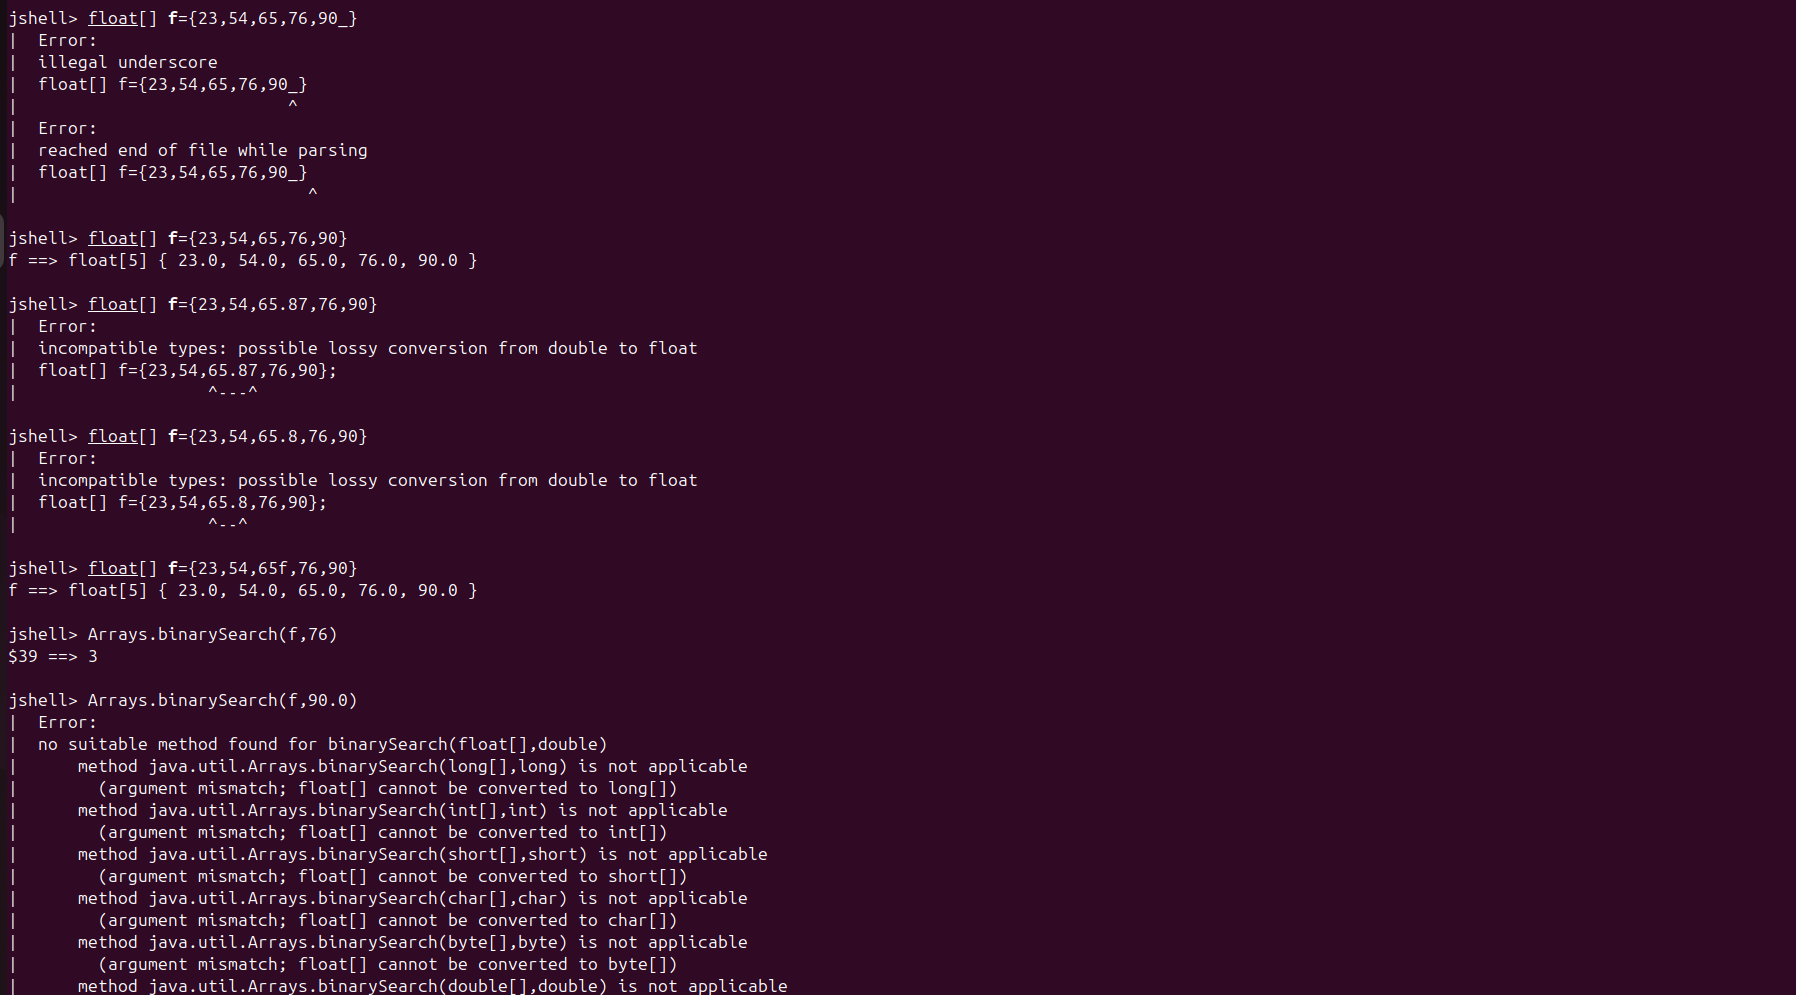 jshell> float[] f={23,54,65,76,90_}
|  Error:
|  illegal underscore
|  float[] f={23,54,65,76,90_}
|                           ^
|  Error:
|  reached end of file while parsing
|  float[] f={23,54,65,76,90_}
|                             ^
jshell> float[] f={23,54,65,76,90}
f ==> float[5] { 23.0, 54.0, 65.0, 76.0, 90.0 }
jshell> float[] f={23,54,65.87,76,90}
|  Error:
|  incompatible types: possible lossy conversion from double to float
|  float[] f={23,54,65.87,76,90};
|                   ^---^
jshell> float[] f={23,54,65.8,76,90}
|  Error:
|  incompatible types: possible lossy conversion from double to float
|  float[] f={23,54,65.8,76,90};
|                   ^--^
jshell> float[] f={23,54,65f,76,90}
f ==> float[5] { 23.0, 54.0, 65.0, 76.0, 90.0 }
jshell> Arrays.binarySearch(f,76)
$39 ==> 3
jshell> Arrays.binarySearch(f,90.0)
|  Error:
|  no suitable method found for binarySearch(float[],double)
|      method java.util.Arrays.binarySearch(long[],long) is not applicable
|        (argument mismatch; float[] cannot be converted to long[])
|      method java.util.Arrays.binarySearch(int[],int) is not applicable
|        (argument mismatch; float[] cannot be converted to int[])
|      method java.util.Arrays.binarySearch(short[],short) is not applicable
|        (argument mismatch; float[] cannot be converted to short[])
|      method java.util.Arrays.binarySearch(char[],char) is not applicable
|        (argument mismatch; float[] cannot be converted to char[])
|      method java.util.Arrays.binarySearch(byte[],byte) is not applicable
|        (argument mismatch; float[] cannot be converted to byte[])
|      method java.util.Arrays.binarySearch(double[],double) is not applicable